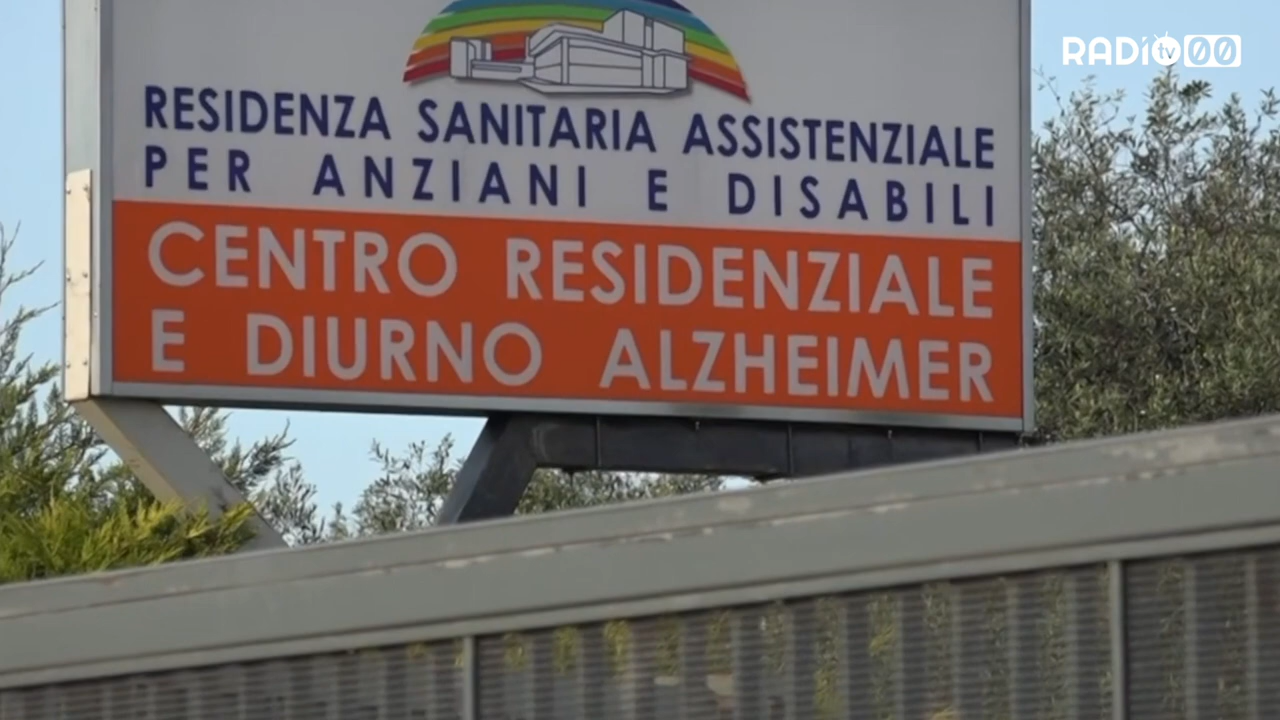 RADIO tv 00
RESIDENZA SANITARIA ASSISTENZIALE
PER ANZIANI E DISABILI
CENTRO RESIDENZIALE
E DIURNO ALZHEIMER